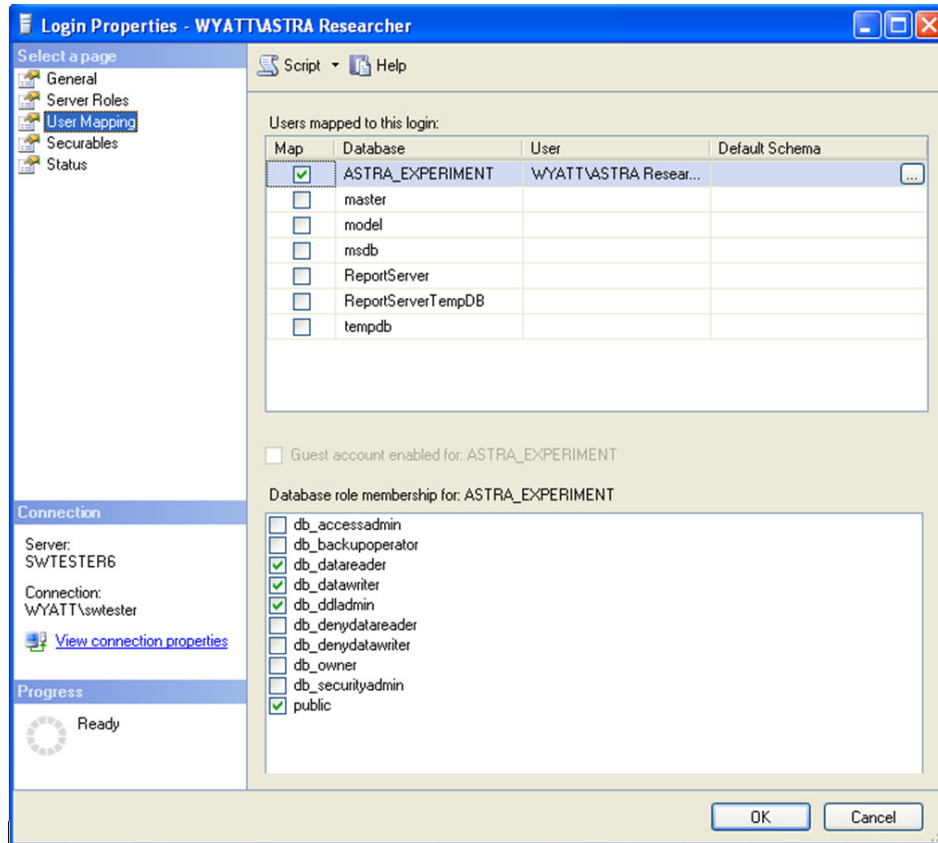 Login Properties - WYATT\ASTRA Researcher
Select a page
General
Server Roles
User Mapping
Securables
Status
Script Help
Users mapped to this login:
Map Database User Default Schema
ASTRA_EXPERIMENT WYATT\ASTRA Resear... ...
master
model
msdb
ReportServer
ReportServerTempDB
tempdb
Guest account enabled for: ASTRA_EXPERIMENT
Database role membership for: ASTRA_EXPERIMENT
db_accessadmin
db_backupoperator
db_datareader
db_datawriter
db_ddladmin
db_denydatareader
db_denydatawriter
db_owner
db_securityadmin
public
Connection
Server:
SWTESTER6
Connection:
WYATT\swtester
View connection properties
Progress
Ready
OK Cancel